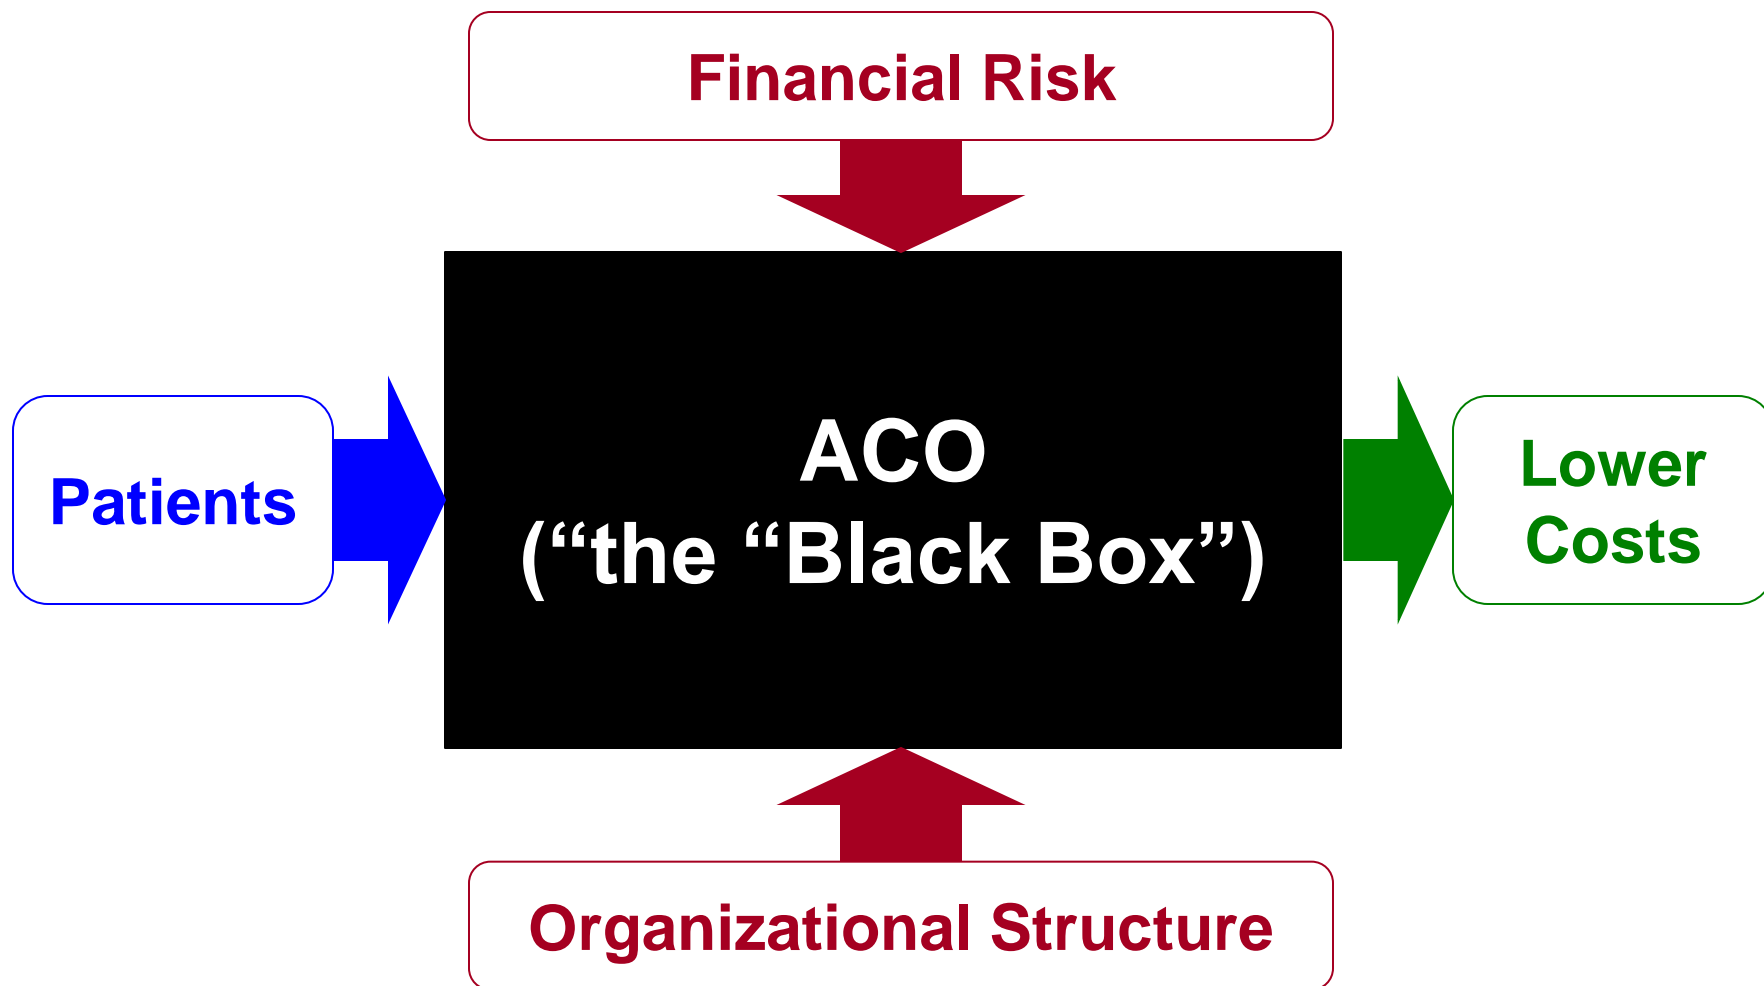 Financial Risk
Patients
ACO
(“the “Black Box”)
Lower
Costs
Organizational Structure